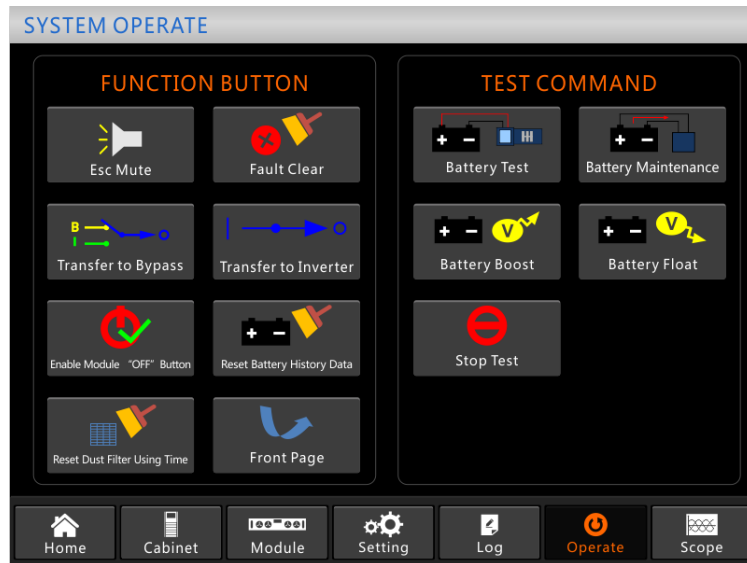 SYSTEM OPERATE
FUNCTION BUTTON
Esc Mute
Fault Clear
B
I
Transfer to Bypass
Transfer to Inverter
Enable Module “OFF” Button
Reset Battery History Data
Reset Dust Filter Using Time
Front Page
TEST COMMAND
Battery Test
Battery Maintenance
V
Battery Boost
V
Battery Float
Stop Test
Home
Cabinet
Module
Setting
Log
Operate
Scope